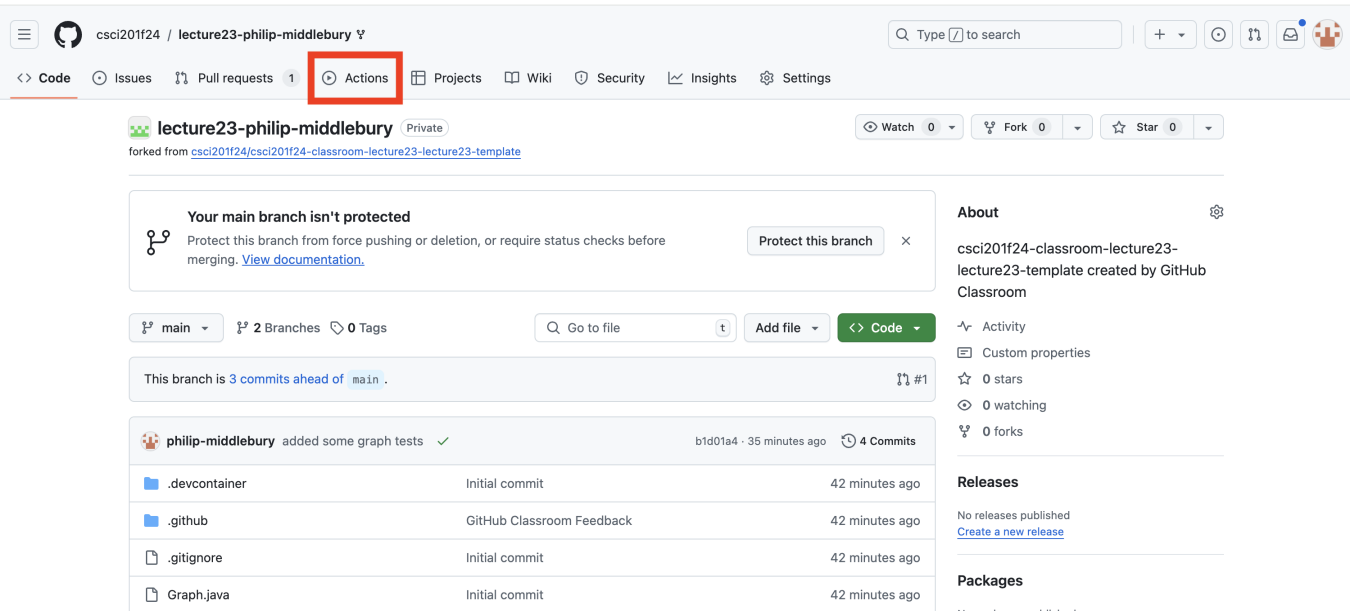 csci201f24 / lecture23-philip-middlebury
Type / to search
Code Issues Pull requests 1 Actions Projects Wiki Security Insights Settings
lecture23-philip-middlebury Private
Watch 0 Fork 0 Star 0
forked from csci201f24/csci201f24-classroom-lecture23-lecture23-template
Your main branch isn't protected
Protect this branch from force pushing or deletion, or require status checks before
merging. View documentation.
Protect this branch
main 2 Branches 0 Tags
Go to file t
Add file
Code
This branch is 3 commits ahead of main .
#1
philip-middlebury added some graph tests
b1d01a4 · 35 minutes ago
4 Commits
.devcontainer Initial commit 42 minutes ago
.github GitHub Classroom Feedback 42 minutes ago
.gitignore Initial commit 42 minutes ago
Graph.java Initial commit 42 minutes ago
About
csci201f24-classroom-lecture23-
lecture23-template created by GitHub
Classroom
Activity
Custom properties
0 stars
0 watching
0 forks
Releases
No releases published
Create a new release
Packages